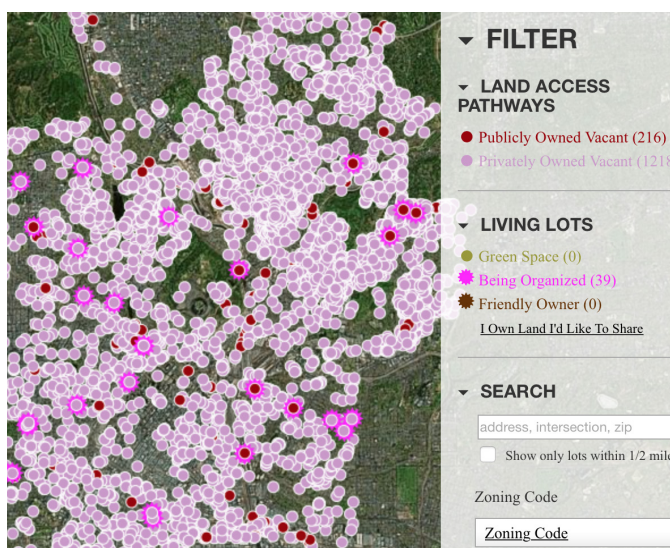 FILTER
LAND ACCESS
PATHWAYS
Publicly Owned Vacant (216)
Privately Owned Vacant (1218
LIVING LOTS
Green Space (0)
Being Organized (39)
Friendly Owner (0)
I Own Land I'd Like To Share
SEARCH
address, intersection, zip
Show only lots within 1/2 mile
Zoning Code
Zoning Code